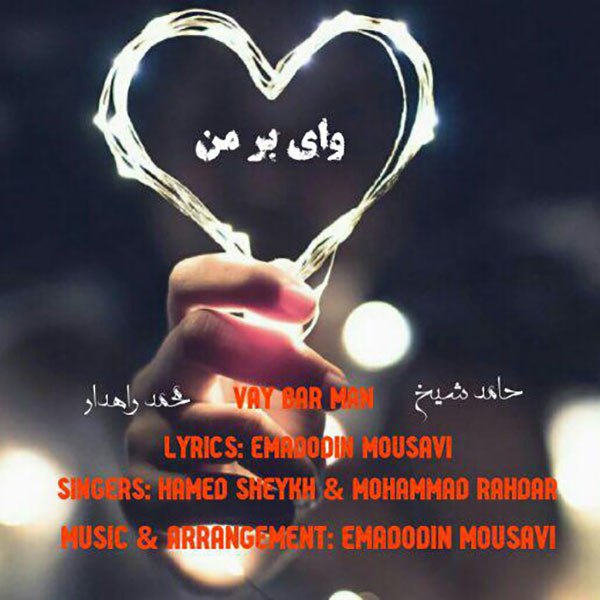 وای بر من
حامد شیخ
VAY BAR MAN
محمد راهدار
LYRICS: EMADODIN MOUSAVI
SINGERS: HAMED SHEYKH & MOHAMMAD RAHDAR
MUSIC & ARRANGEMENT: EMADODIN MOUSAVI